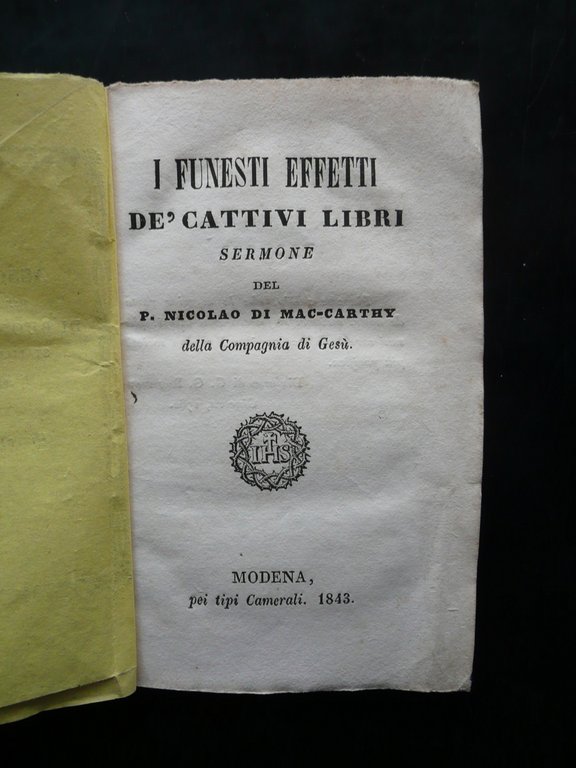 I FUNESTI EFFETTI
DE' CATTIVI LIBRI
SERMONE
DEL
P. NICOLAO DI MAC-CARTHY
della Compagnia di Gesù.
IHS
MODENA,
pei tipi Camerali. 1843.